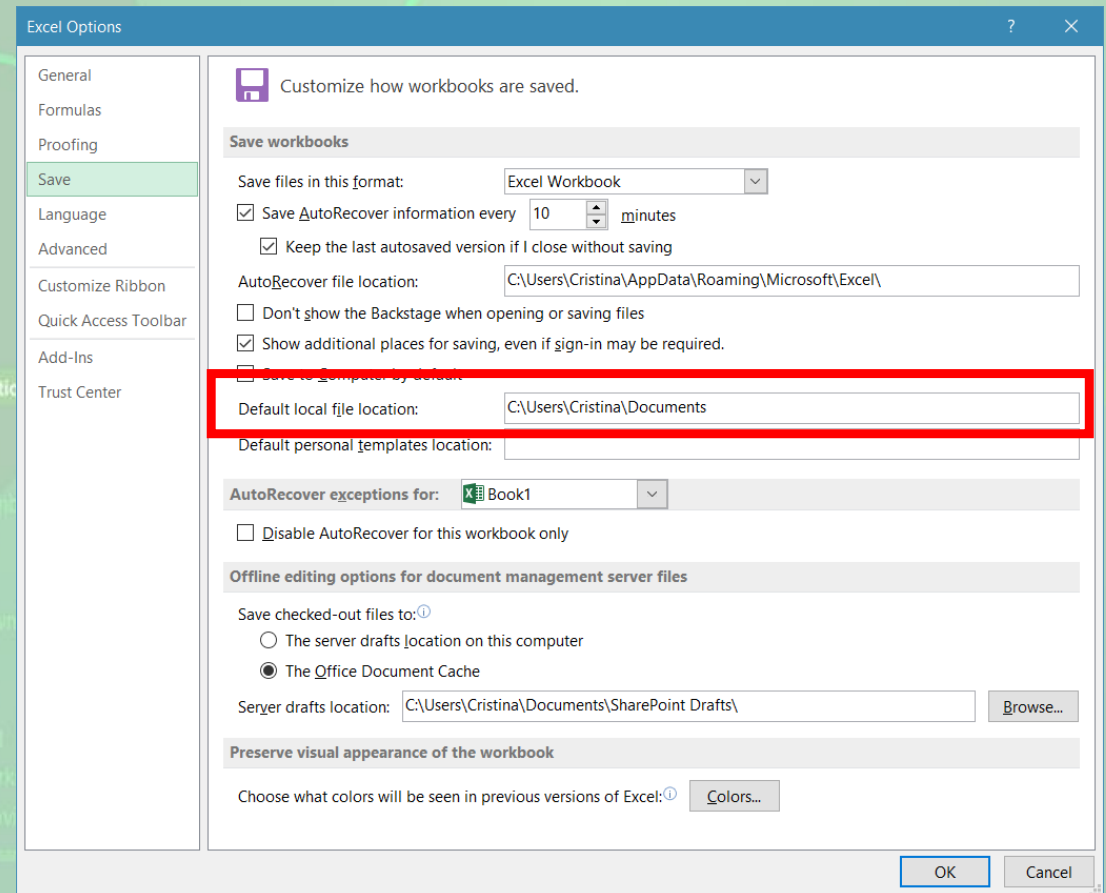 Excel Options ?
General
Formulas
Proofing
Save
Language
Advanced
Customize Ribbon
Quick Access Toolbar
Add-Ins
Trust Center
Customize how workbooks are saved.
Save workbooks
Save files in this format: Excel Workbook
Save AutoRecover information every 10 minutes
Keep the last autosaved version if I close without saving
AutoRecover file location: C:\Users\Cristina\AppData\Roaming\Microsoft\Excel\
Don't show the Backstage when opening or saving files
Show additional places for saving, even if sign-in may be required.
Save to Computer by default
Default local file location: C:\Users\Cristina\Documents
Default personal templates location:
AutoRecover exceptions for: Book1
Disable AutoRecover for this workbook only
Offline editing options for document management server files
Save checked-out files to:
The server drafts location on this computer
The Office Document Cache
Server drafts location: C:\Users\Cristina\Documents\SharePoint Drafts\ Browse...
Preserve visual appearance of the workbook
Choose what colors will be seen in previous versions of Excel: Colors...
OK Cancel